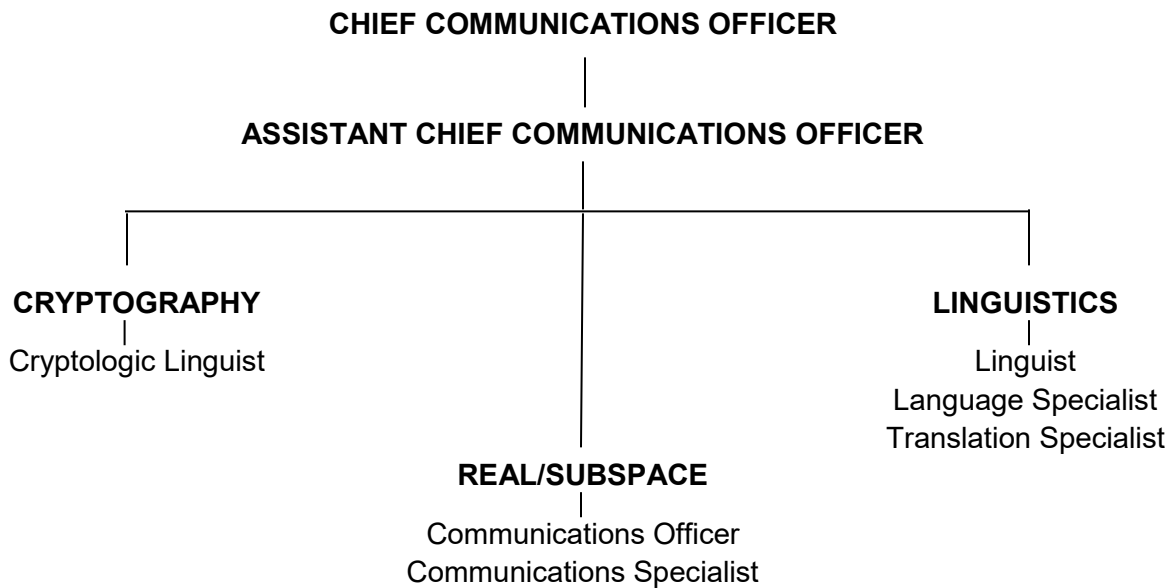 CHIEF COMMUNICATIONS OFFICER
ASSISTANT CHIEF COMMUNICATIONS OFFICER
CRYPTOGRAPHY
Cryptologic Linguist
LINGUISTICS
Linguist
Language Specialist
Translation Specialist
REAL/SUBSPACE
Communications Officer
Communications Specialist